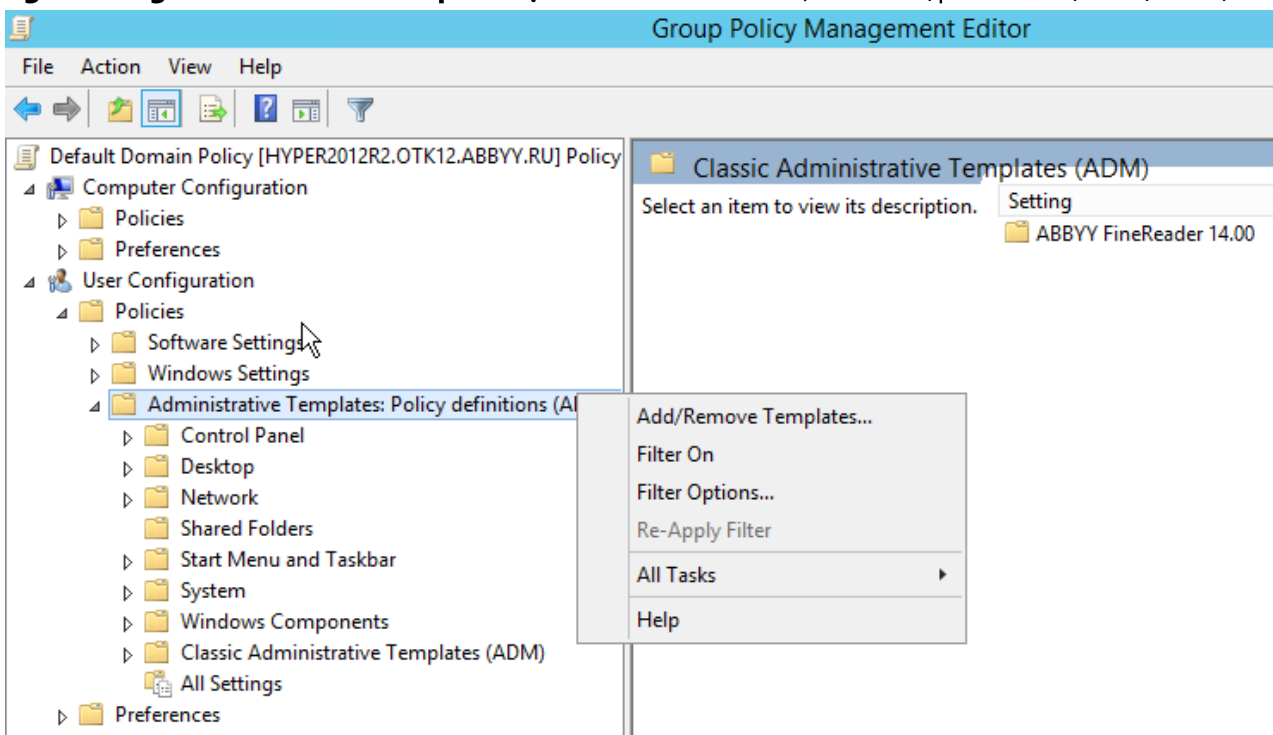 Group Policy Management Editor
File Action View Help
Default Domain Policy [HYPER2012R2.OTK12.ABBYY.RU] Policy
Computer Configuration
Policies
Preferences
User Configuration
Policies
Software Settings
Windows Settings
Administrative Templates: Policy definitions
Control Panel
Desktop
Network
Shared Folders
Start Menu and Taskbar
System
Windows Components
Classic Administrative Templates (ADM)
All Settings
Preferences
Classic Administrative Templates (ADM)
Select an item to view its description.
Setting
ABBYY FineReader 14.00
Add/Remove Templates...
Filter On
Filter Options...
Re-Apply Filter
All Tasks
Help